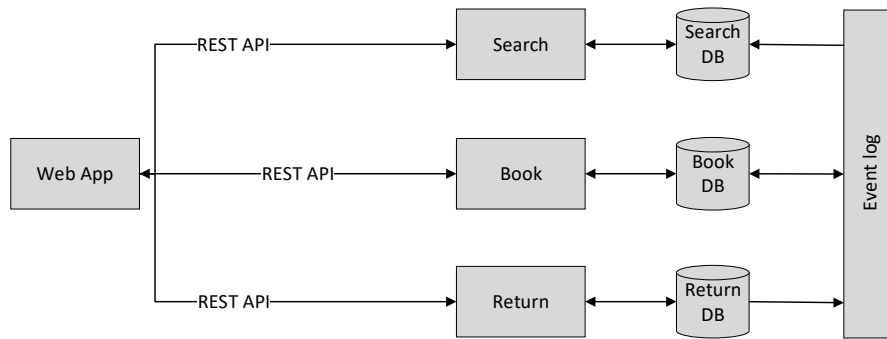 REST API
Search
Search
DB
Web App
REST API
Book
Book
DB
Event log
REST API
Return
Return
DB